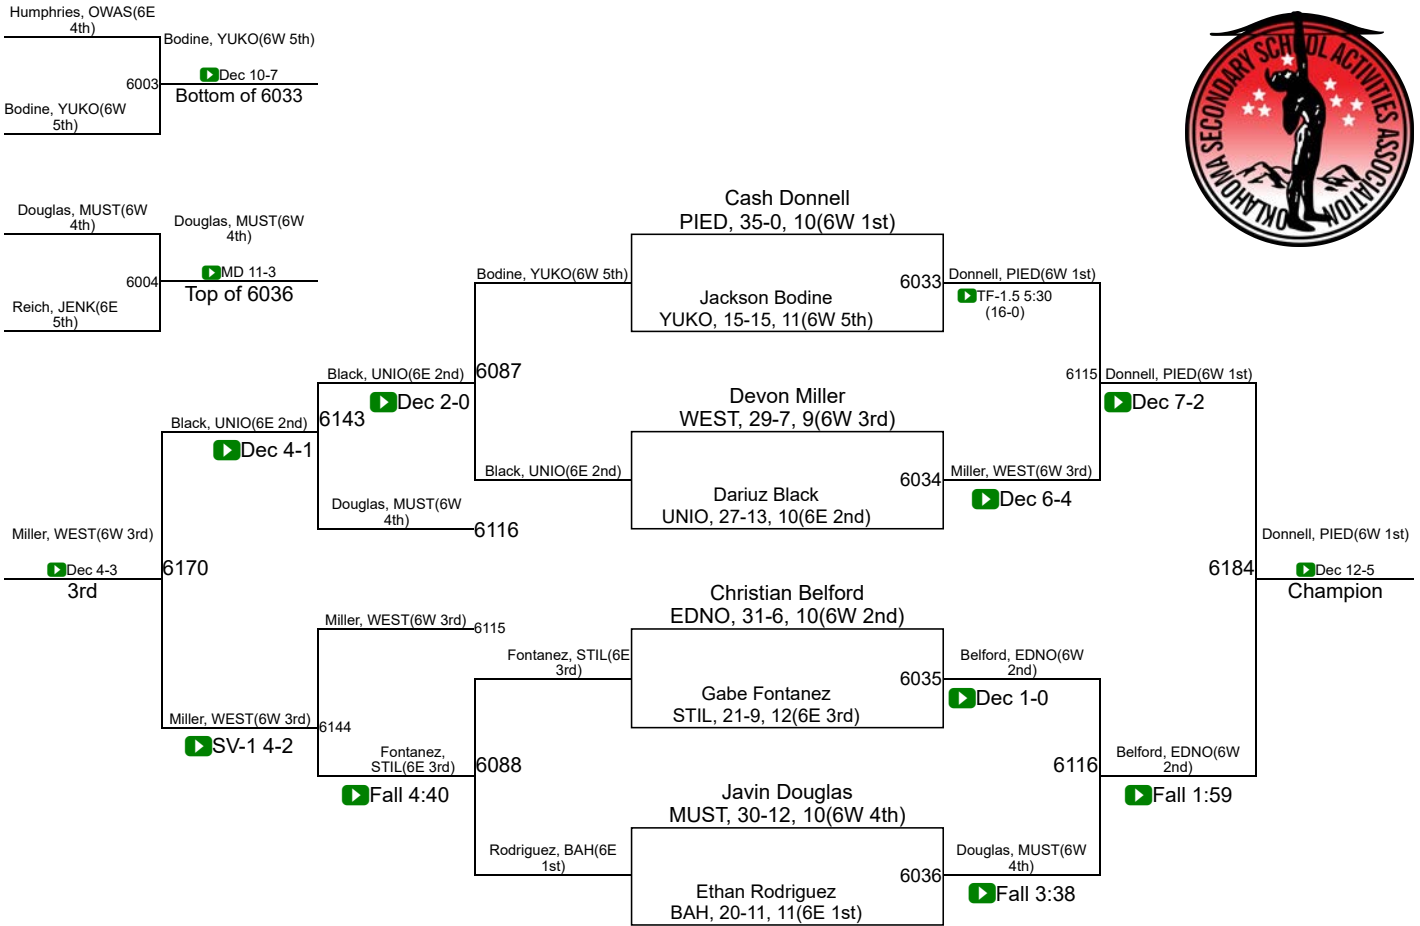 Humphries, OWAS(6E
4th)
Bodine, YUKO(6W 5th)
6003
Dec 10-7
Bottom of 6033
Bodine, YUKO(6W
5th)
Douglas, MUST(6W
4th)
Douglas, MUST(6W
4th)
6004
MD 11-3
Top of 6036
Reich, JENK(6E
5th)
OKLAHOMA SECONDARY SCHOOL ACTIVITIES ASSOCIATION
Cash Donnell
PIED, 35-0, 10(6W 1st)
Bodine, YUKO(6W 5th)
6033
Donnell, PIED(6W 1st)
Jackson Bodine
YUKO, 15-15, 11(6W 5th)
TF-1.5 5:30
(16-0)
Black, UNIO(6E 2nd)
6087
6115
Donnell, PIED(6W 1st)
Dec 2-0
Devon Miller
WEST, 29-7, 9(6W 3rd)
Dec 7-2
Black, UNIO(6E 2nd)
6143
Dec 4-1
Black, UNIO(6E 2nd)
6034
Miller, WEST(6W 3rd)
Dariuz Black
UNIO, 27-13, 10(6E 2nd)
Dec 6-4
Douglas, MUST(6W
4th)
6116
Miller, WEST(6W 3rd)
6170
Dec 4-3
3rd
6184
Donnell, PIED(6W 1st)
Dec 12-5
Champion
Christian Belford
EDNO, 31-6, 10(6W 2nd)
Miller, WEST(6W 3rd)
6115
Fontanez, STIL(6E
3rd)
6035
Belford, EDNO(6W
2nd)
Gabe Fontanez
STIL, 21-9, 12(6E 3rd)
Dec 1-0
Miller, WEST(6W 3rd)
6144
SV-1 4-2
Fontanez,
STIL(6E 3rd)
6088
6116
Belford, EDNO(6W
2nd)
Fall 4:40
Javin Douglas
MUST, 30-12, 10(6W 4th)
Fall 1:59
Rodriguez, BAH(6E
1st)
6036
Douglas, MUST(6W
4th)
Ethan Rodriguez
BAH, 20-11, 11(6E 1st)
Fall 3:38